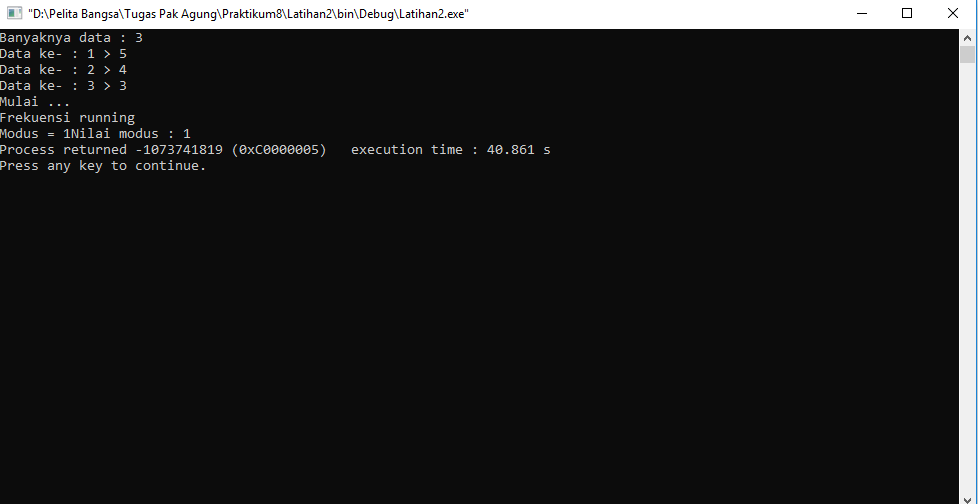 "D:\Pelita Bangsa\Tugas Pak Agung\Praktikum8\Latihan2\bin\Debug\Latihan2.exe"
Banyaknya data : 3
Data ke- : 1 > 5
Data ke- : 2 > 4
Data ke- : 3 > 3
Mulai ...
Frekuensi running
Modus = 1Nilai modus : 1
Process returned -1073741819 (0xC0000005)   execution time : 40.861 s
Press any key to continue.